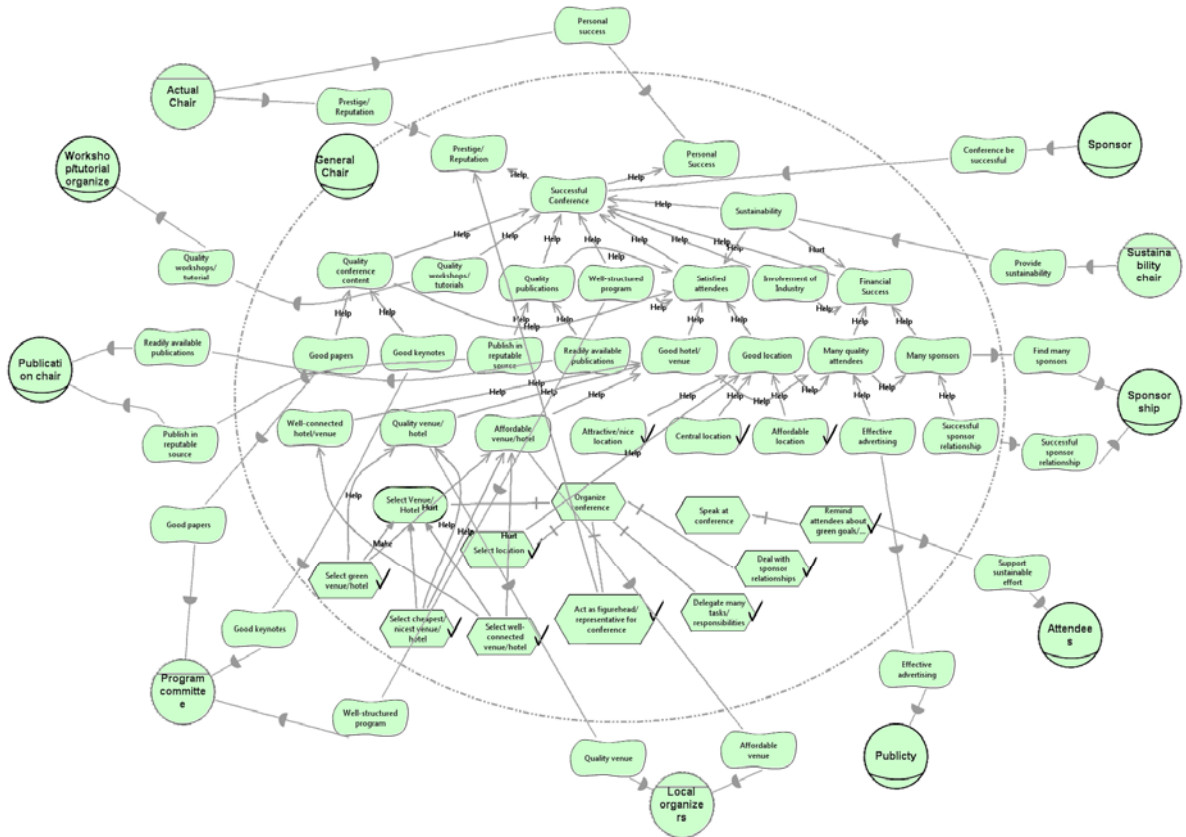 Personal
success
Actual
Chair
Prestige/
Reputation
Worksho
p/tutorial
organize
General
Chair
Prestige/
Reputation
Personal
Success
Conference be
successful
Sponsor
Help
Help
Successful
Conference
Help
Sustainability
Help
Help
Help
Help
Help
Help
Help
Hurt
Quality
workshops/
tutorial
Quality
conference
content
Quality
workshops/
tutorials
Quality
publications
Well-structured
program
Satisfied
attendees
Involvement of
Industry
Financial
Success
Provide
sustainability
Sustaina
bility
chair
Help
Help
Help
Help
Help
Help
Help
Help
Help
Help
Help
Publicati
on chair
Readily available
publications
Good papers
Good keynotes
Publish in
reputable
source
Readily available
publications
Good hotel/
venue
Good location
Many quality
attendees
Many sponsors
Find many
sponsors
Sponsor
ship
Help
Help
Help
Help
Help
Help
Help
Help
Help
Help
Help
Publish in
reputable
source
Well-connected
hotel/venue
Quality venue/
hotel
Affordable
venue/hotel
Attractive/nice
location
Central location
Affordable
location
Effective
advertising
Successful
sponsor
relationship
Successful
sponsor
relationship
Help
Help
Good papers
Select Venue/
Hotel
Hurt
Organize
conference
Speak at
conference
Remind
attendees about
green goals/...
Help
Help
Hurt
Make
Select location
Deal with
sponsor
relationships
Support
sustainable
effort
Select green
venue/hotel
Select cheapest/
nicest venue/
hotel
Select well-
connected
venue/hotel
Act as figurehead/
representative for
conference
Delegate many
tasks/
responsibilities
Attendee
s
Good keynotes
Program
committe
e
Well-structured
program
Effective
advertising
Quality venue
Affordable
venue
Publicty
Local
organize
rs